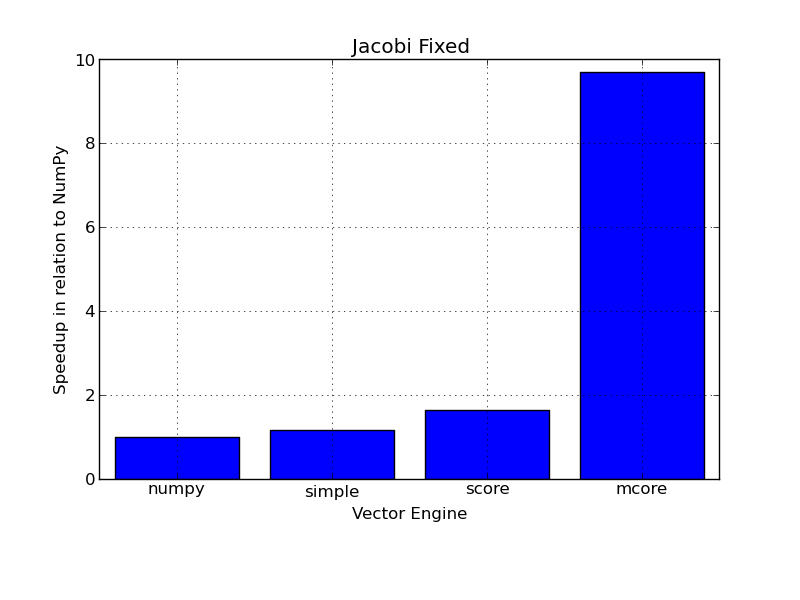 Jacobi Fixed
10
8
6
4
2
0
Speedup in relation to NumPy
numpy
simple
score
mcore
Vector Engine